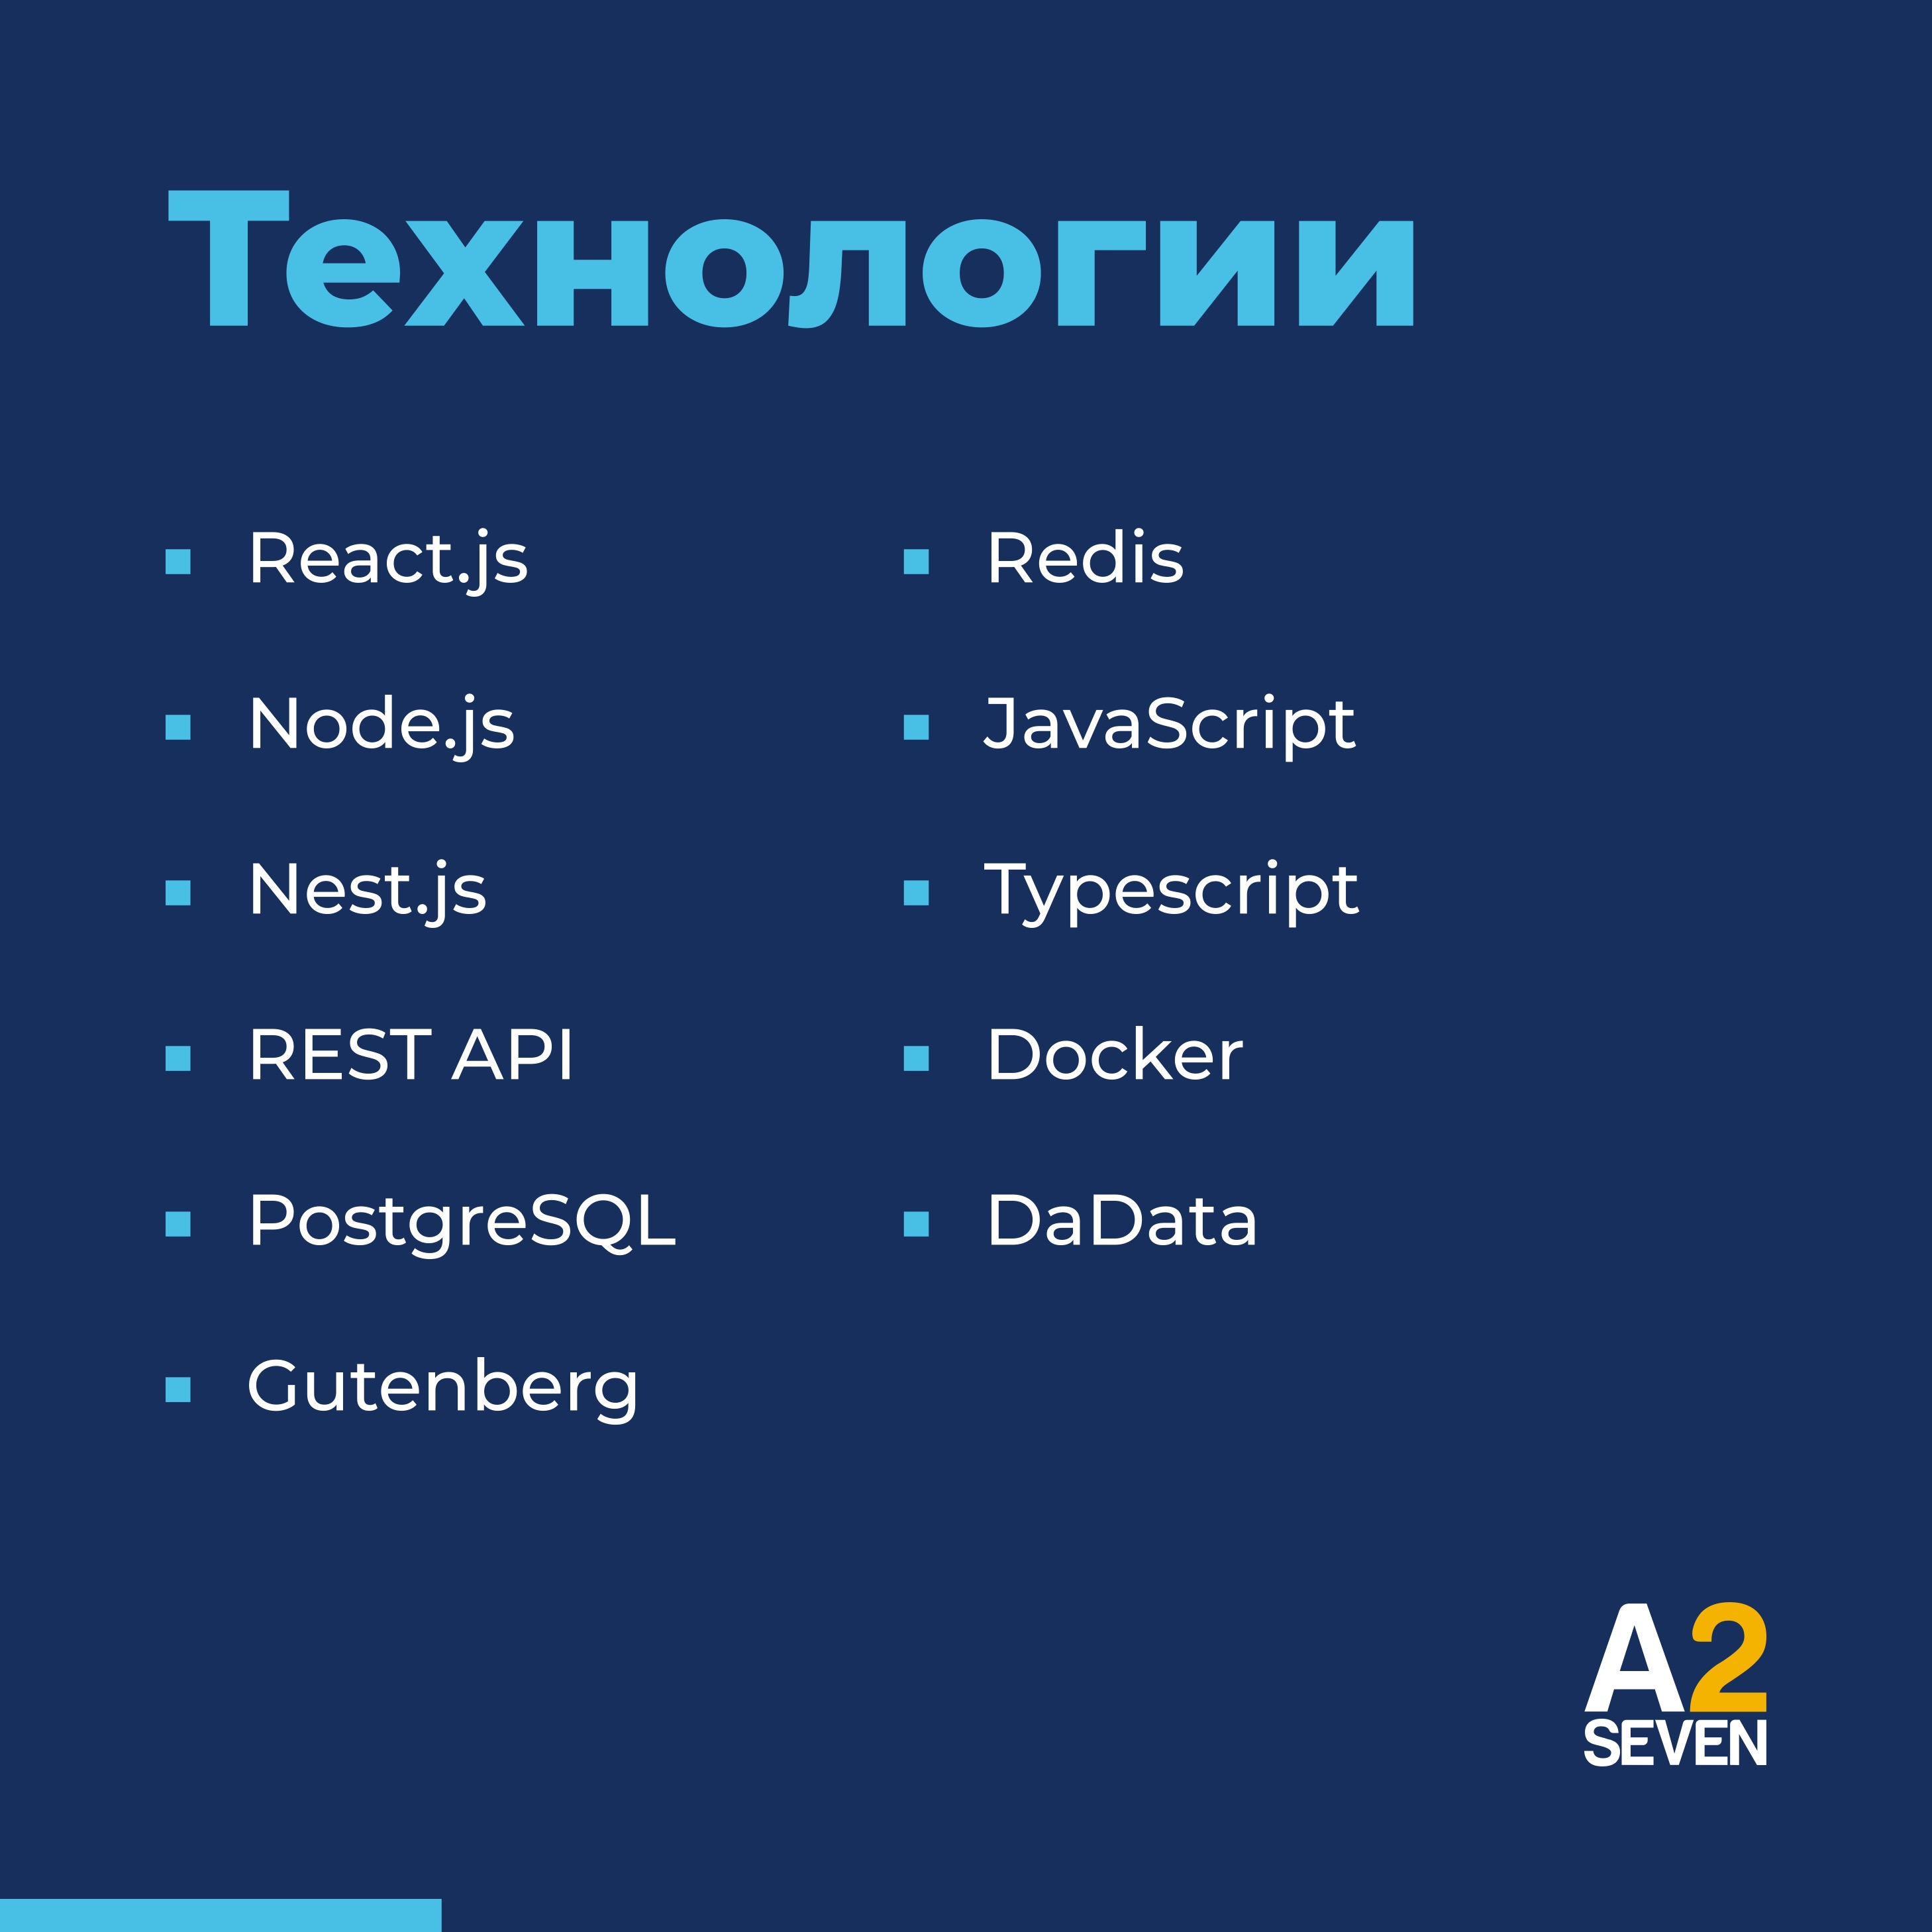 Технологии
React.js
Node.js
Nest.js
REST API
PostgreSQL
Gutenberg
Redis
JavaScript
Typescript
Docker
DaData
A2
SEVEN